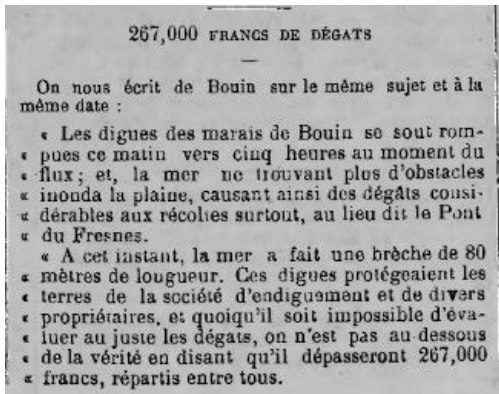 267,000 FRANCS DE DÉGATS
On nous écrit de Bouin sur le même sujet et à la
même date :
« Les digues des marais de Bouin se sout rom-
« pues ce matin vers cinq heures au moment du
« flux; et, la mer ne trouvant plus d'obstacles
« inonda la plaine, causant ainsi des dégâts consi-
« dérables aux récoltes surtout, au lieu dit le Pont
« du Fresnes.
« A cet instant, la mer a fait une brèche de 80
« mètres de longueur. Ces digues protégeaient les
« terres de la société d'endiguement et de divers
« propriétaires, et quoiqu'il soit impossible d'éva-
« luer au juste les dégats, on n'est pas au-dessous
« de la vérité en disant qu'il dépasseront 267,000
« francs, répartis entre tous.